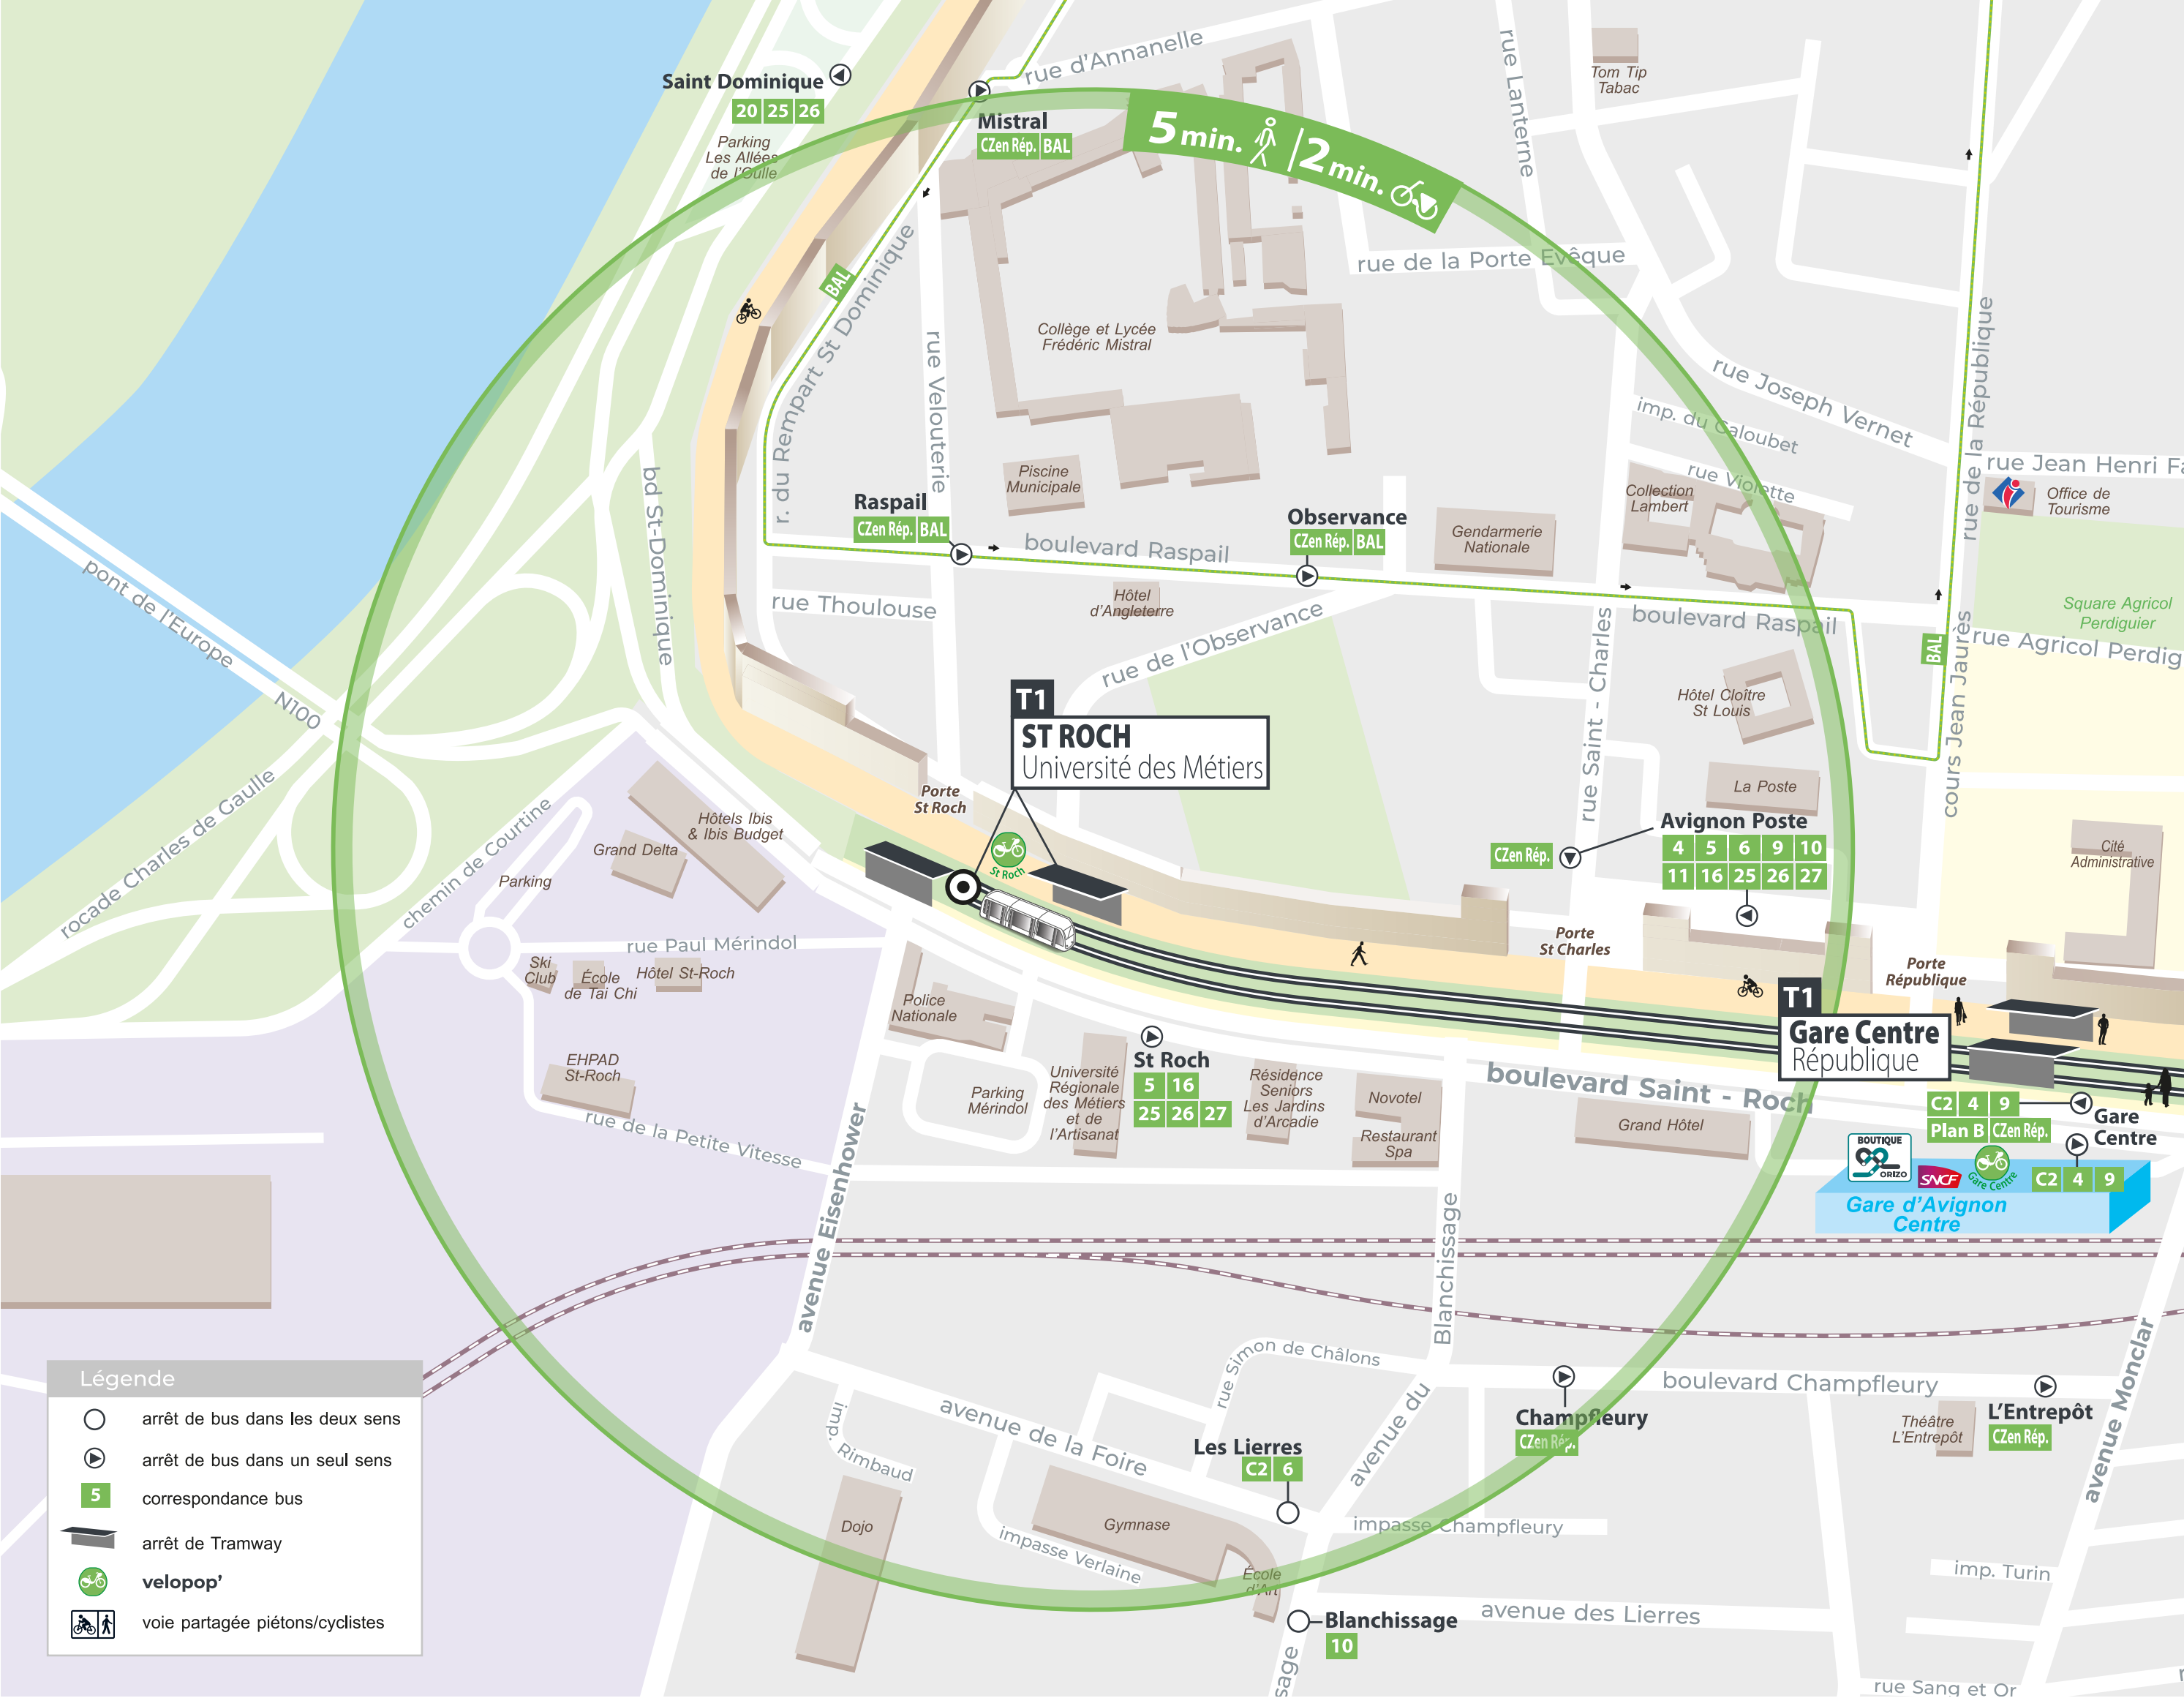 Saint Dominique
20 25 26
Parking
Les Allées
de l'Oulle
Mistral
CZen Rép. BAL
rue d'Annanelle
5 min. / 2 min.
rue Lanterne
Tom Tip
Tabac
rue de la Porte Evêque
BAL
r. du Rempart St Dominique
rue Velouterie
Collège et Lycée
Frédéric Mistral
rue Joseph Vernet
imp. du Caloubet
rue Violette
rue de la République
rue Jean Henri Fa
Office de
Tourisme
bd St-Dominique
Piscine
Municipale
Raspail
CZen Rép. BAL
boulevard Raspail
Observance
CZen Rép. BAL
Gendarmerie
Nationale
Collection
Lambert
pont de l'Europe
N100
rue Thoulouse
Hôtel
d'Angleterre
rue de l'Observance
rue Saint - Charles
boulevard Raspail
BAL
cours Jean Jaurès
Square Agricol
Perdiguier
rue Agricol Perdig
Hôtel Cloître
St Louis
T1
ST ROCH
Université des Métiers
La Poste
Porte
St Roch
St Roch
Avignon Poste
4 5 6 9 10
11 16 25 26 27
CZen Rép.
Cité
Administrative
rocade Charles de Gaulle
chemin de Courtine
Hôtels Ibis
& Ibis Budget
Grand Delta
Parking
rue Paul Mérindol
Ski
Club
École
de Tai Chi
Hôtel St-Roch
Porte
St Charles
Porte
République
T1
Gare Centre
République
Police
Nationale
EHPAD
St-Roch
rue de la Petite Vitesse
Parking
Mérindol
Université
Régionale
des Métiers
et de
l'Artisanat
St Roch
5 16
25 26 27
Résidence
Seniors
Les Jardins
d'Arcadie
Novotel
Restaurant
Spa
boulevard Saint - Roch
Grand Hôtel
C2 4 9
Plan B CZen Rép.
Gare
Centre
BOUTIQUE
ORIZO
SNCF
Gare Centre
C2 4 9
Gare d'Avignon
Centre
avenue Eisenhower
Blanchissage
avenue du
rue Simon de Châlons
boulevard Champfleury
Champfleury
CZen Rép.
Théâtre
L'Entrepôt
L'Entrepôt
CZen Rép.
avenue Monclar
avenue de la Foire
imp. Rimbaud
Les Lierres
C2 6
Dojo
Gymnase
impasse Verlaine
École
d'Art
impasse Champfleury
Blanchissage
10
avenue des Lierres
imp. Turin
sage
rue Sang et Or
Légende
arrêt de bus dans les deux sens
arrêt de bus dans un seul sens
5 correspondance bus
arrêt de Tramway
velopop'
voie partagée piétons/cyclistes